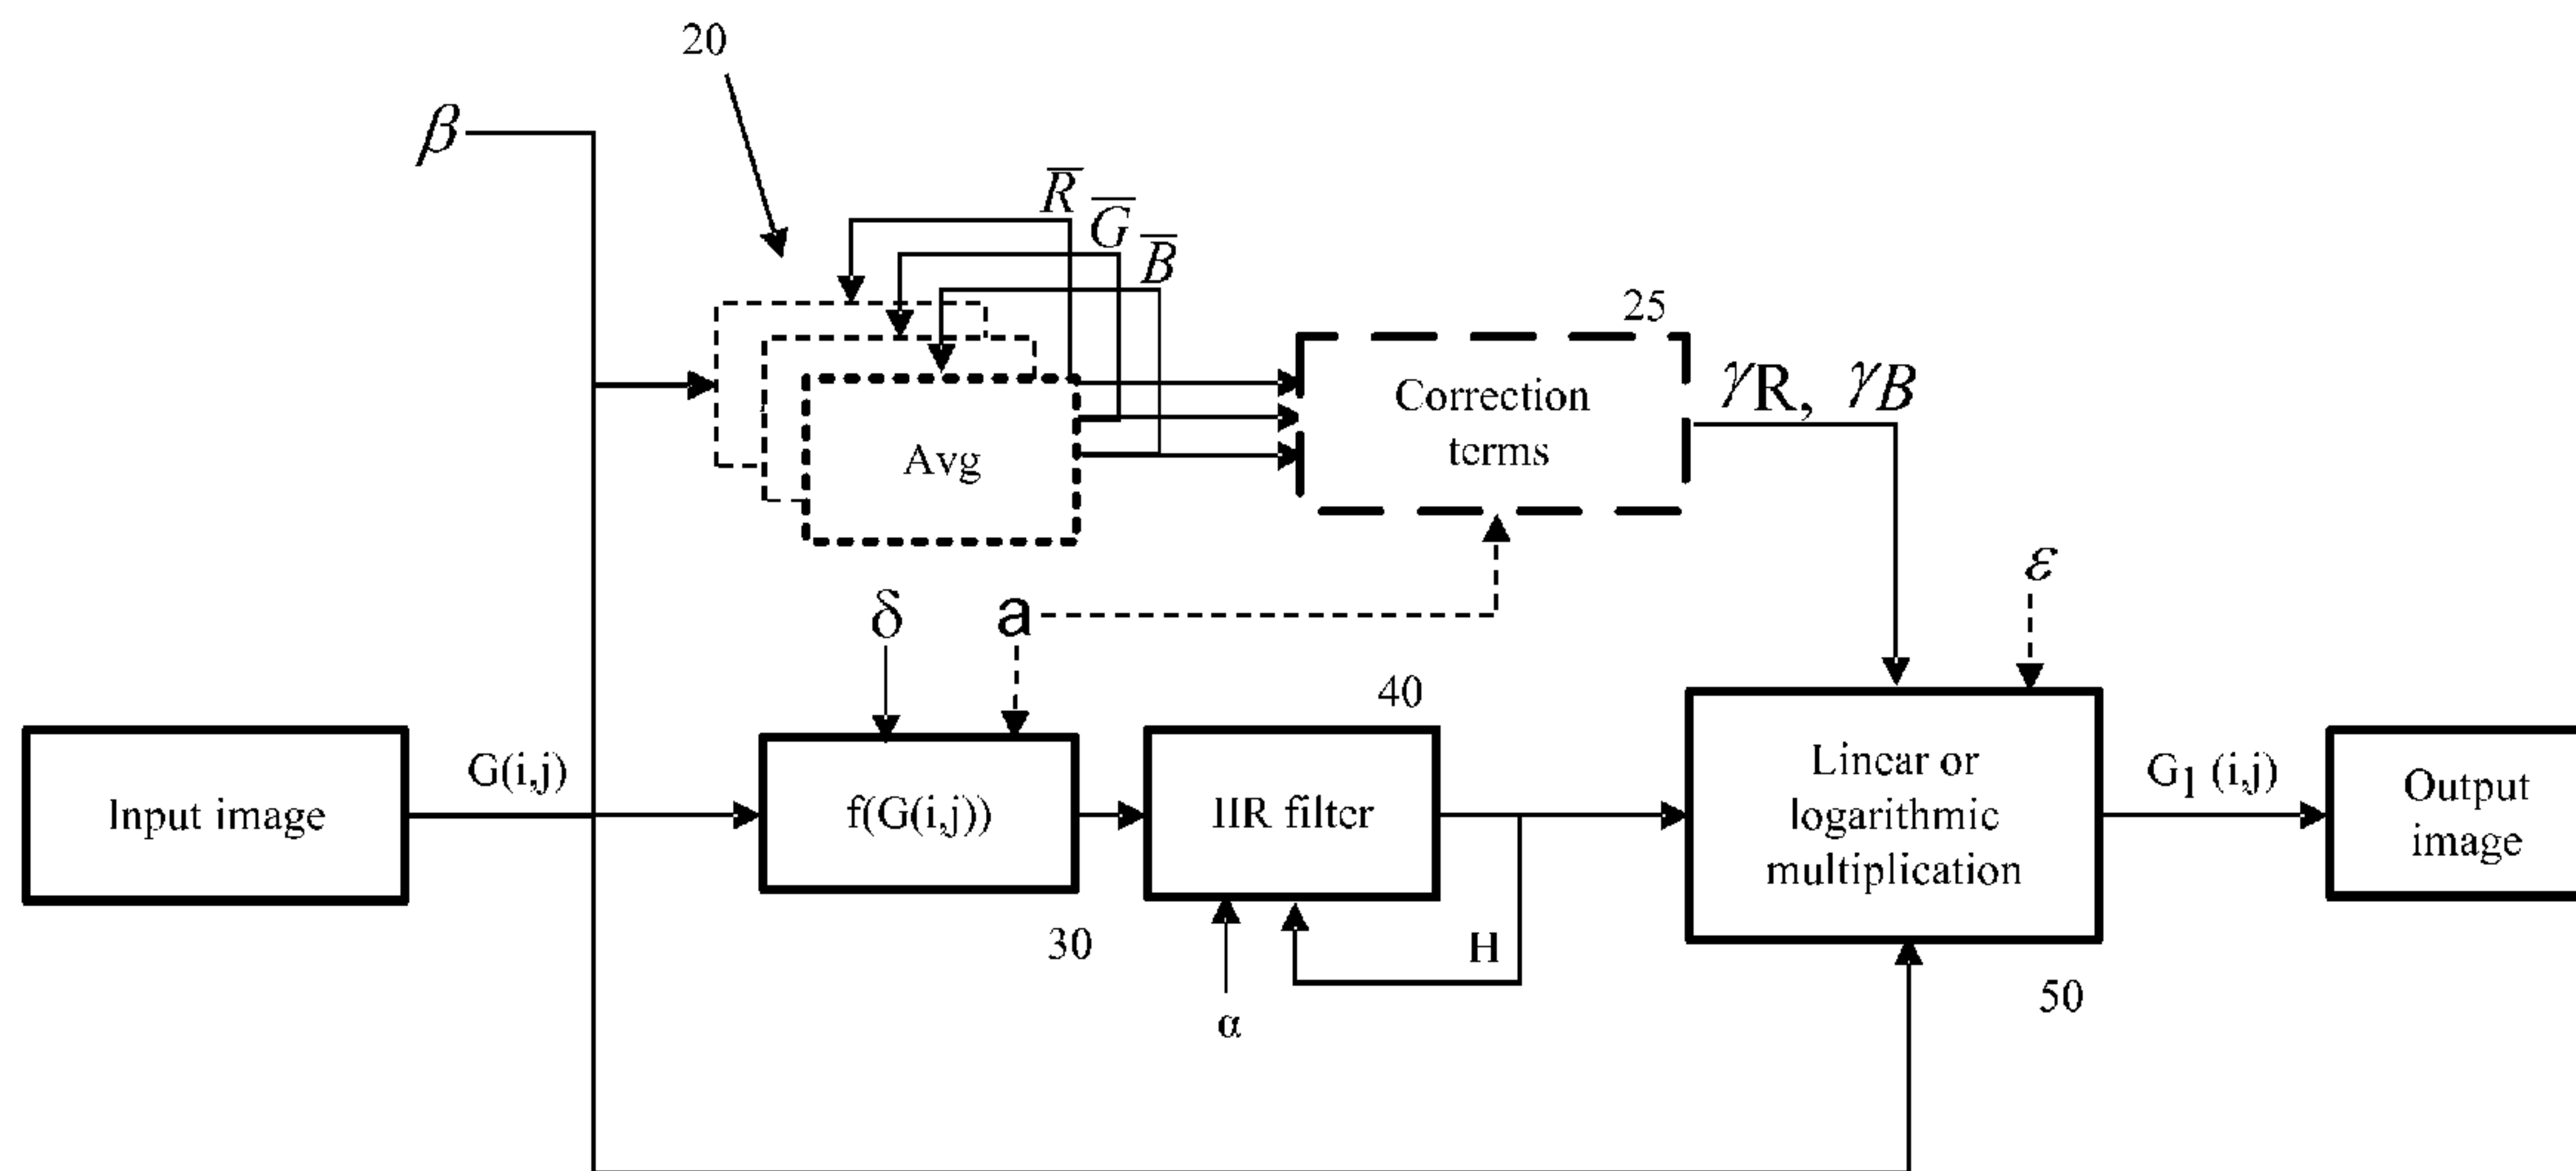 20
β
R̅
G̅
B̅
25
Correction
terms
γR, γB
Avg
ε
δ
a
40
Input image
G(i,j)
f(G(i,j))
IIR filter
Linear or
logarithmic
multiplication
G1 (i,j)
Output
image
30
H
50
α